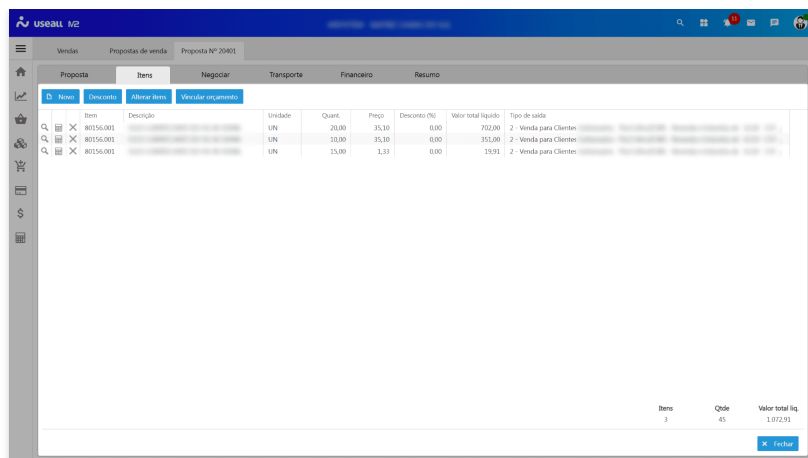 useall M2
11
Vendas Propostas de venda Proposta Nº 20401
Proposta Itens Negociar Transporte Financeiro Resumo
Novo Desconto Alterar itens Vincular orçamento
Item Descrição Unidade Quant. Preço Desconto (%) Valor total líquido Tipo de saída
80156.001 UN 20,00 35,10 0,00 702,00 2 - Venda para Clientes
80156.001 UN 10,00 35,10 0,00 351,00 2 - Venda para Clientes
80156.001 UN 15,00 1,33 0,00 19,91 2 - Venda para Clientes
Itens Qtde Valor total liq.
3 45 1.072,91
Fechar